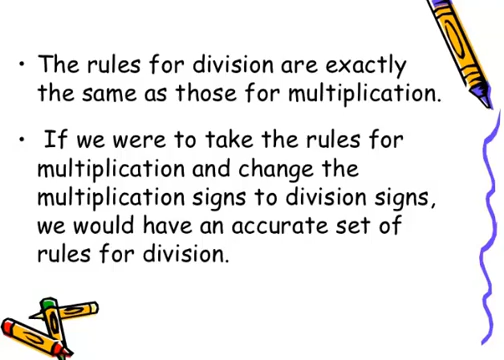 • The rules for division are exactly
the same as those for multiplication.
• If we were to take the rules for
multiplication and change the
multiplication signs to division signs,
we would have an accurate set of
rules for division.